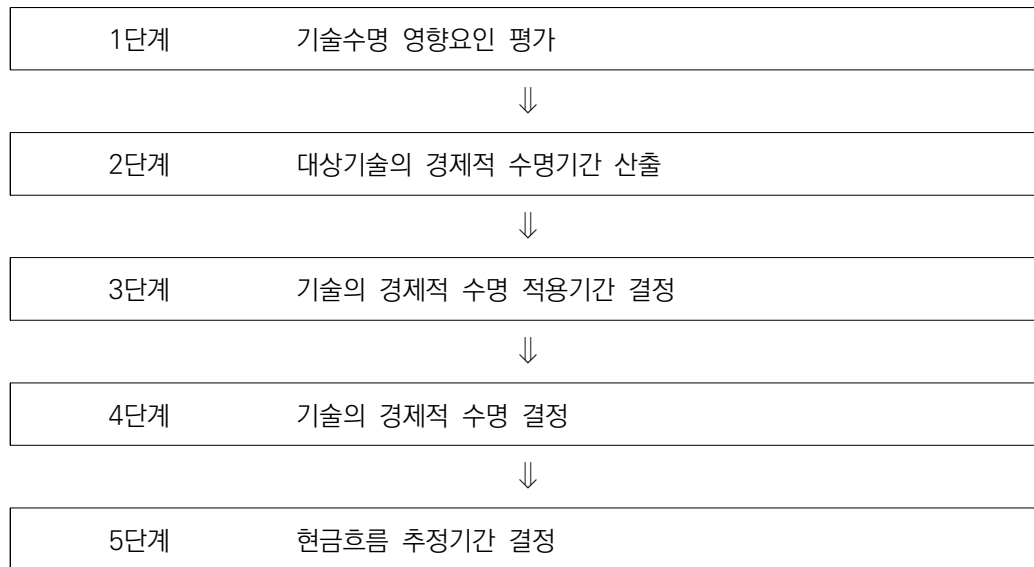 1단계 기술수명 영향요인 평가
⇓
2단계 대상기술의 경제적 수명기간 산출
⇓
3단계 기술의 경제적 수명 적용기간 결정
⇓
4단계 기술의 경제적 수명 결정
⇓
5단계 현금흐름 추정기간 결정